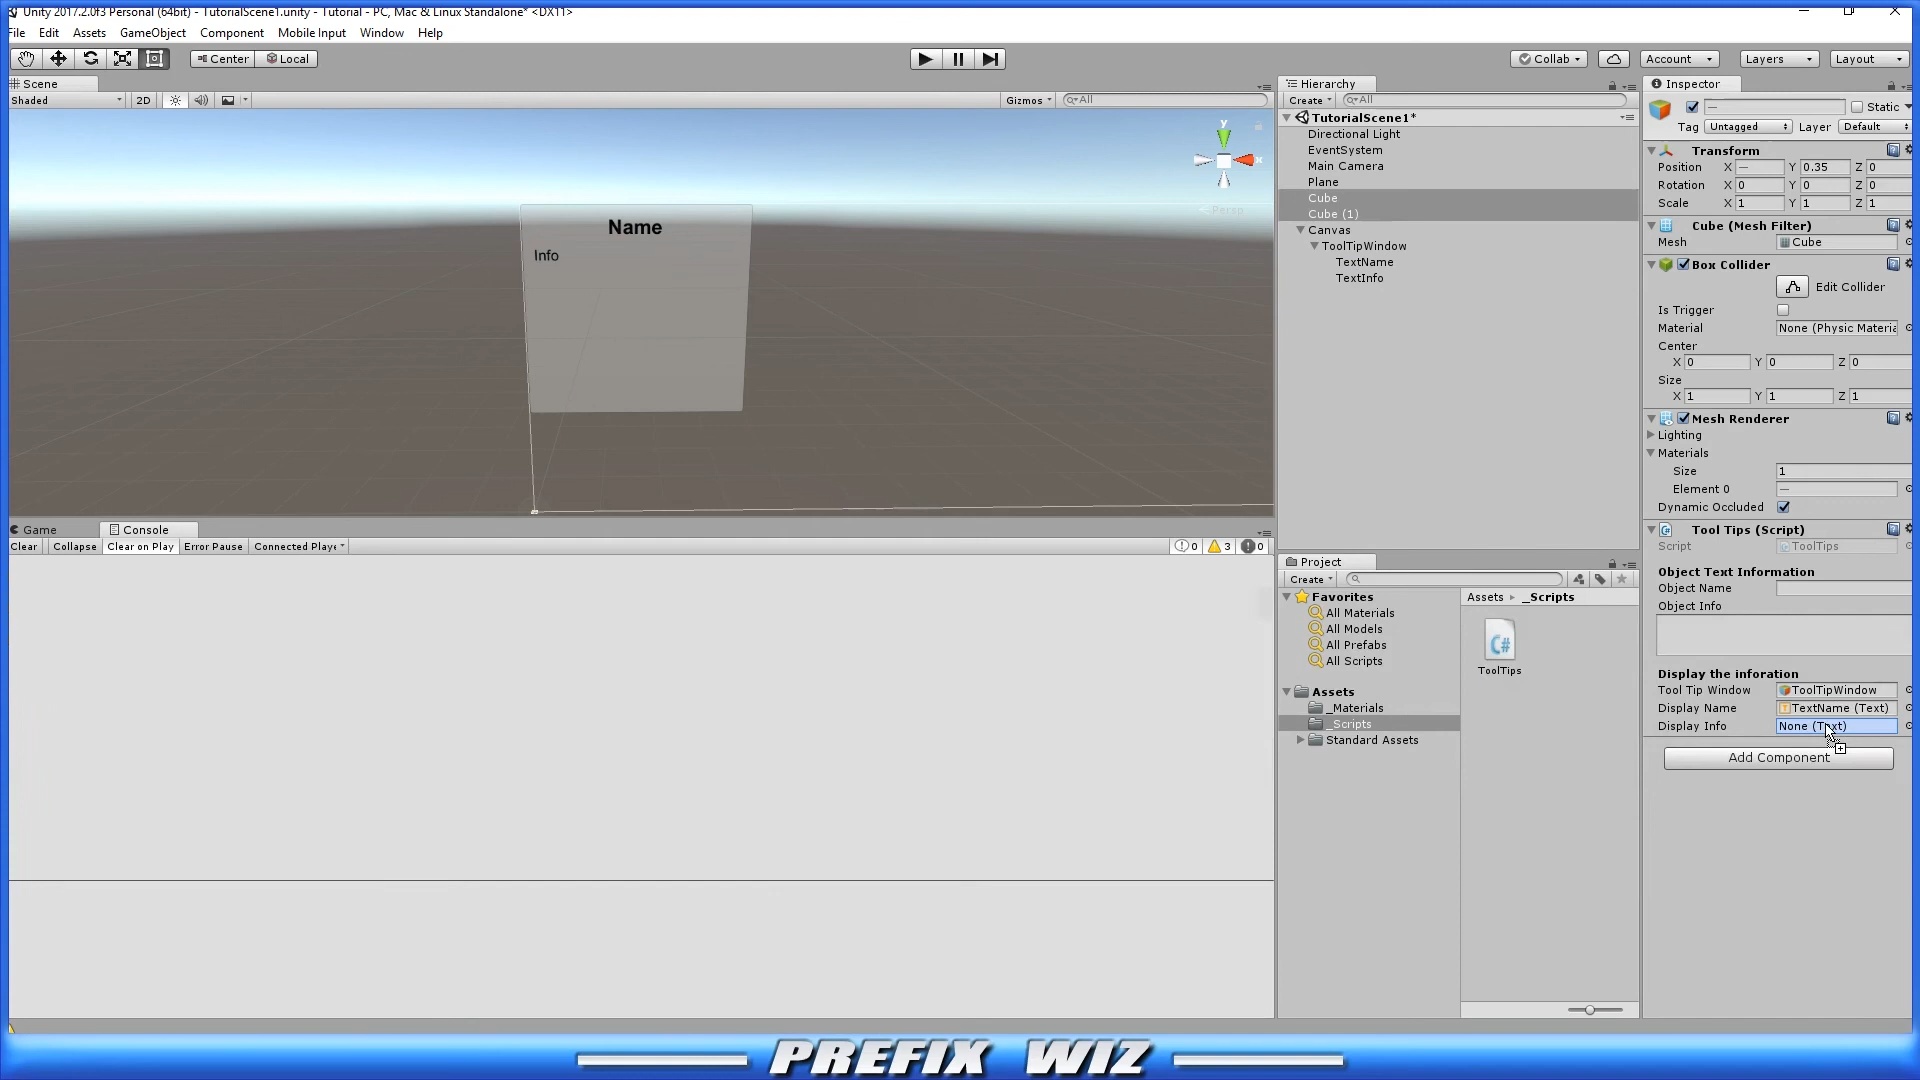 Unity 2017.2.0f3 Personal (64bit) - TutorialScene1.unity - Tutorial - PC, Mac & Linux Standalone* <DX11>
File Edit Assets GameObject Component Mobile Input Window Help
Center Local
Collab Account Layers Layout
Scene
Shaded 2D Gizmos All
y
x
Persp
Name
Info
Game Console
Clear Collapse Clear on Play Error Pause Connected Playe 0 3 0
Hierarchy
Create All
TutorialScene1*
Directional Light
EventSystem
Main Camera
Plane
Cube
Cube (1)
Canvas
ToolTipWindow
TextName
TextInfo
Project
Create
Favorites
All Materials
All Models
All Prefabs
All Scripts
Assets
_Materials
_Scripts
Standard Assets
Assets _Scripts
C#
ToolTips
Inspector
— Static
Tag Untagged Layer Default
Transform
Position X — Y 0.35 Z 0
Rotation X 0 Y 0 Z 0
Scale X 1 Y 1 Z 1
Cube (Mesh Filter)
Mesh Cube
Box Collider
Edit Collider
Is Trigger
Material None (Physic Materia
Center
X 0 Y 0 Z 0
Size
X 1 Y 1 Z 1
Mesh Renderer
Lighting
Materials
Size 1
Element 0 —
Dynamic Occluded
Tool Tips (Script)
Script ToolTips
Object Text Information
Object Name
Object Info
Display the inforation
Tool Tip Window ToolTipWindow
Display Name TextName (Text)
Display Info None (Text)
Add Component
PREFIX WIZ